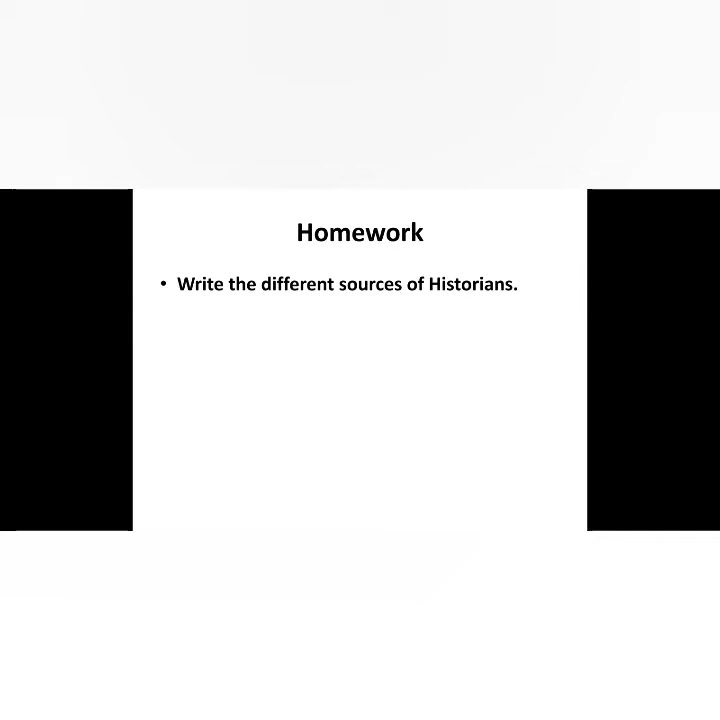 Homework
• Write the different sources of Historians.